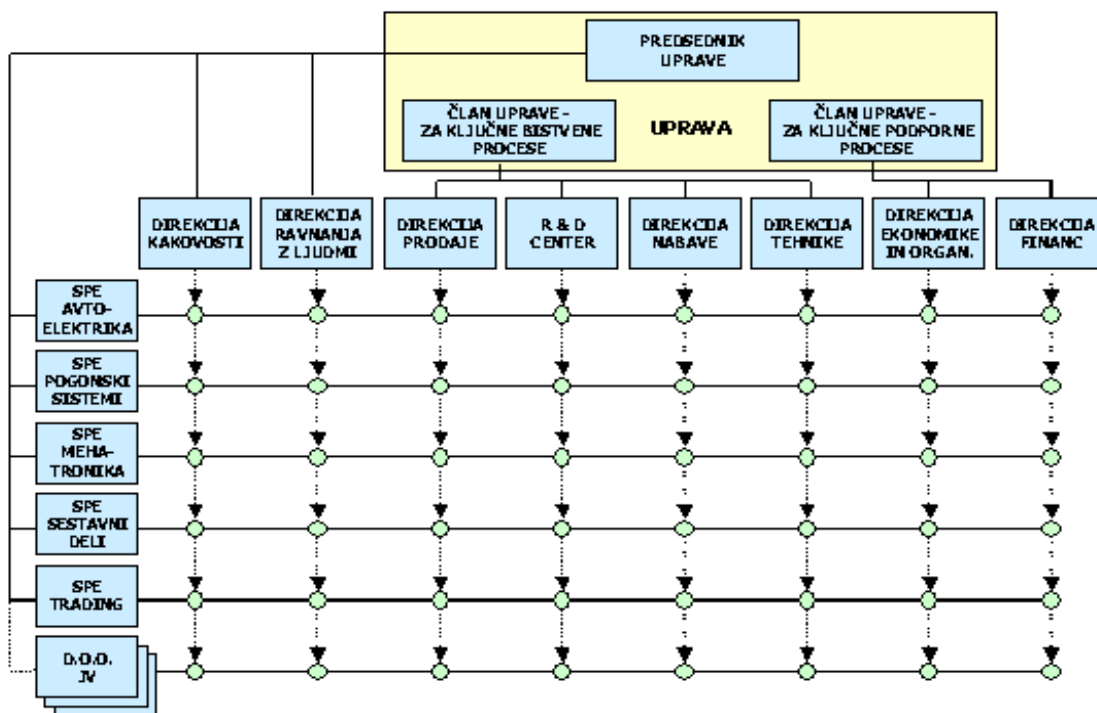 PREDSEDNIK
UPRAVE
ČLAN UPRAVE -
ZA KLJUČNE BISTVENE
PROCESE
UPRAVA
ČLAN UPRAVE -
ZA KLJUČNE PODPORNE
PROCESE
DIREKCIJA
KAKOVOSTI
DIREKCIJA
RAVNANJA
Z LJUDMI
DIREKCIJA
PRODAJE
R & D
CENTER
DIREKCIJA
NABAVE
DIREKCIJA
TEHNIKE
DIREKCIJA
EKONOMIKE
IN ORGAN.
DIREKCIJA
FINANC
SPE
AVTO-
ELEKTRIKA
SPE
POGONSKI
SISTEMI
SPE
MEHA-
TRONIKA
SPE
SESTAVNI
DELI
SPE
TRADING
D.O.O.
JV